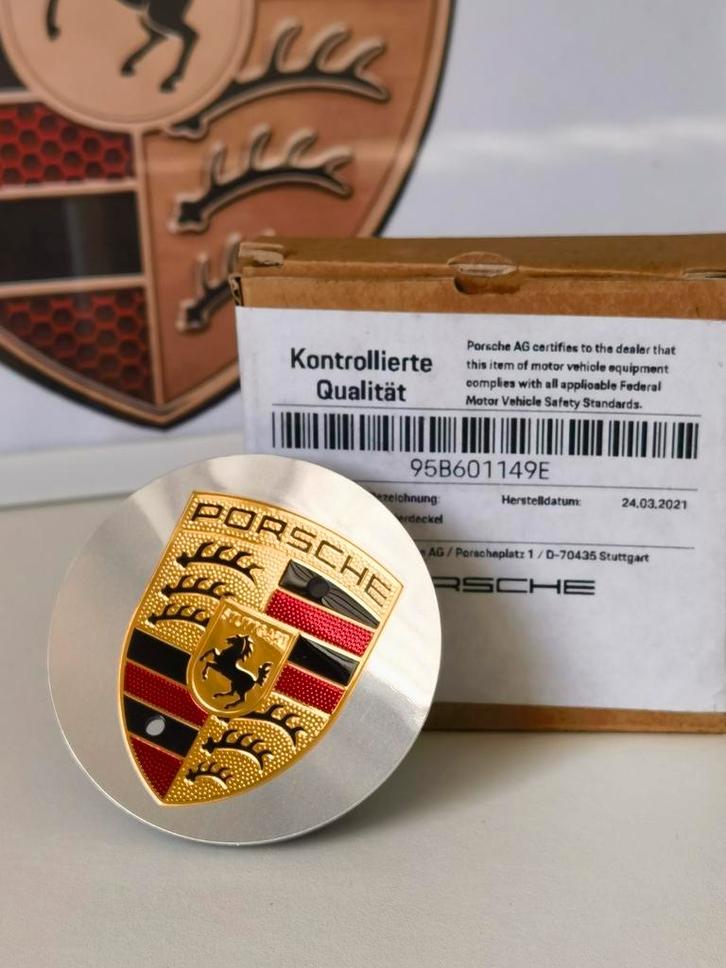 Kontrollierte
Qualität
Porsche AG certifies to the dealer that
this item of motor vehicle equipment
complies with all applicable Federal
Motor Vehicle Safety Standards.
95B601149E
Herstelldatum: 24.03.2021
AG / Porscheplatz 1 / D-70435 Stuttgart
PORSCHE